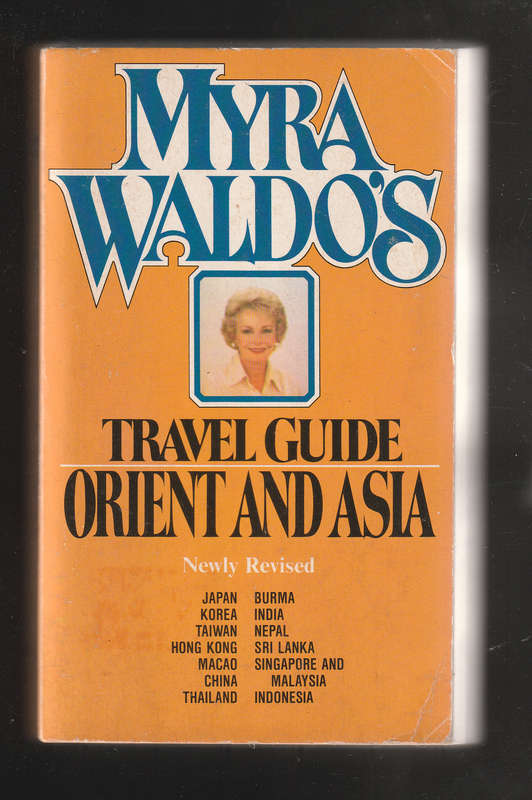 MYRA
WALDO'S
TRAVEL GUIDE
ORIENT AND ASIA
Newly Revised
JAPAN BURMA
KOREA INDIA
TAIWAN NEPAL
HONG KONG SRI LANKA
MACAO SINGAPORE AND
CHINA MALAYSIA
THAILAND INDONESIA